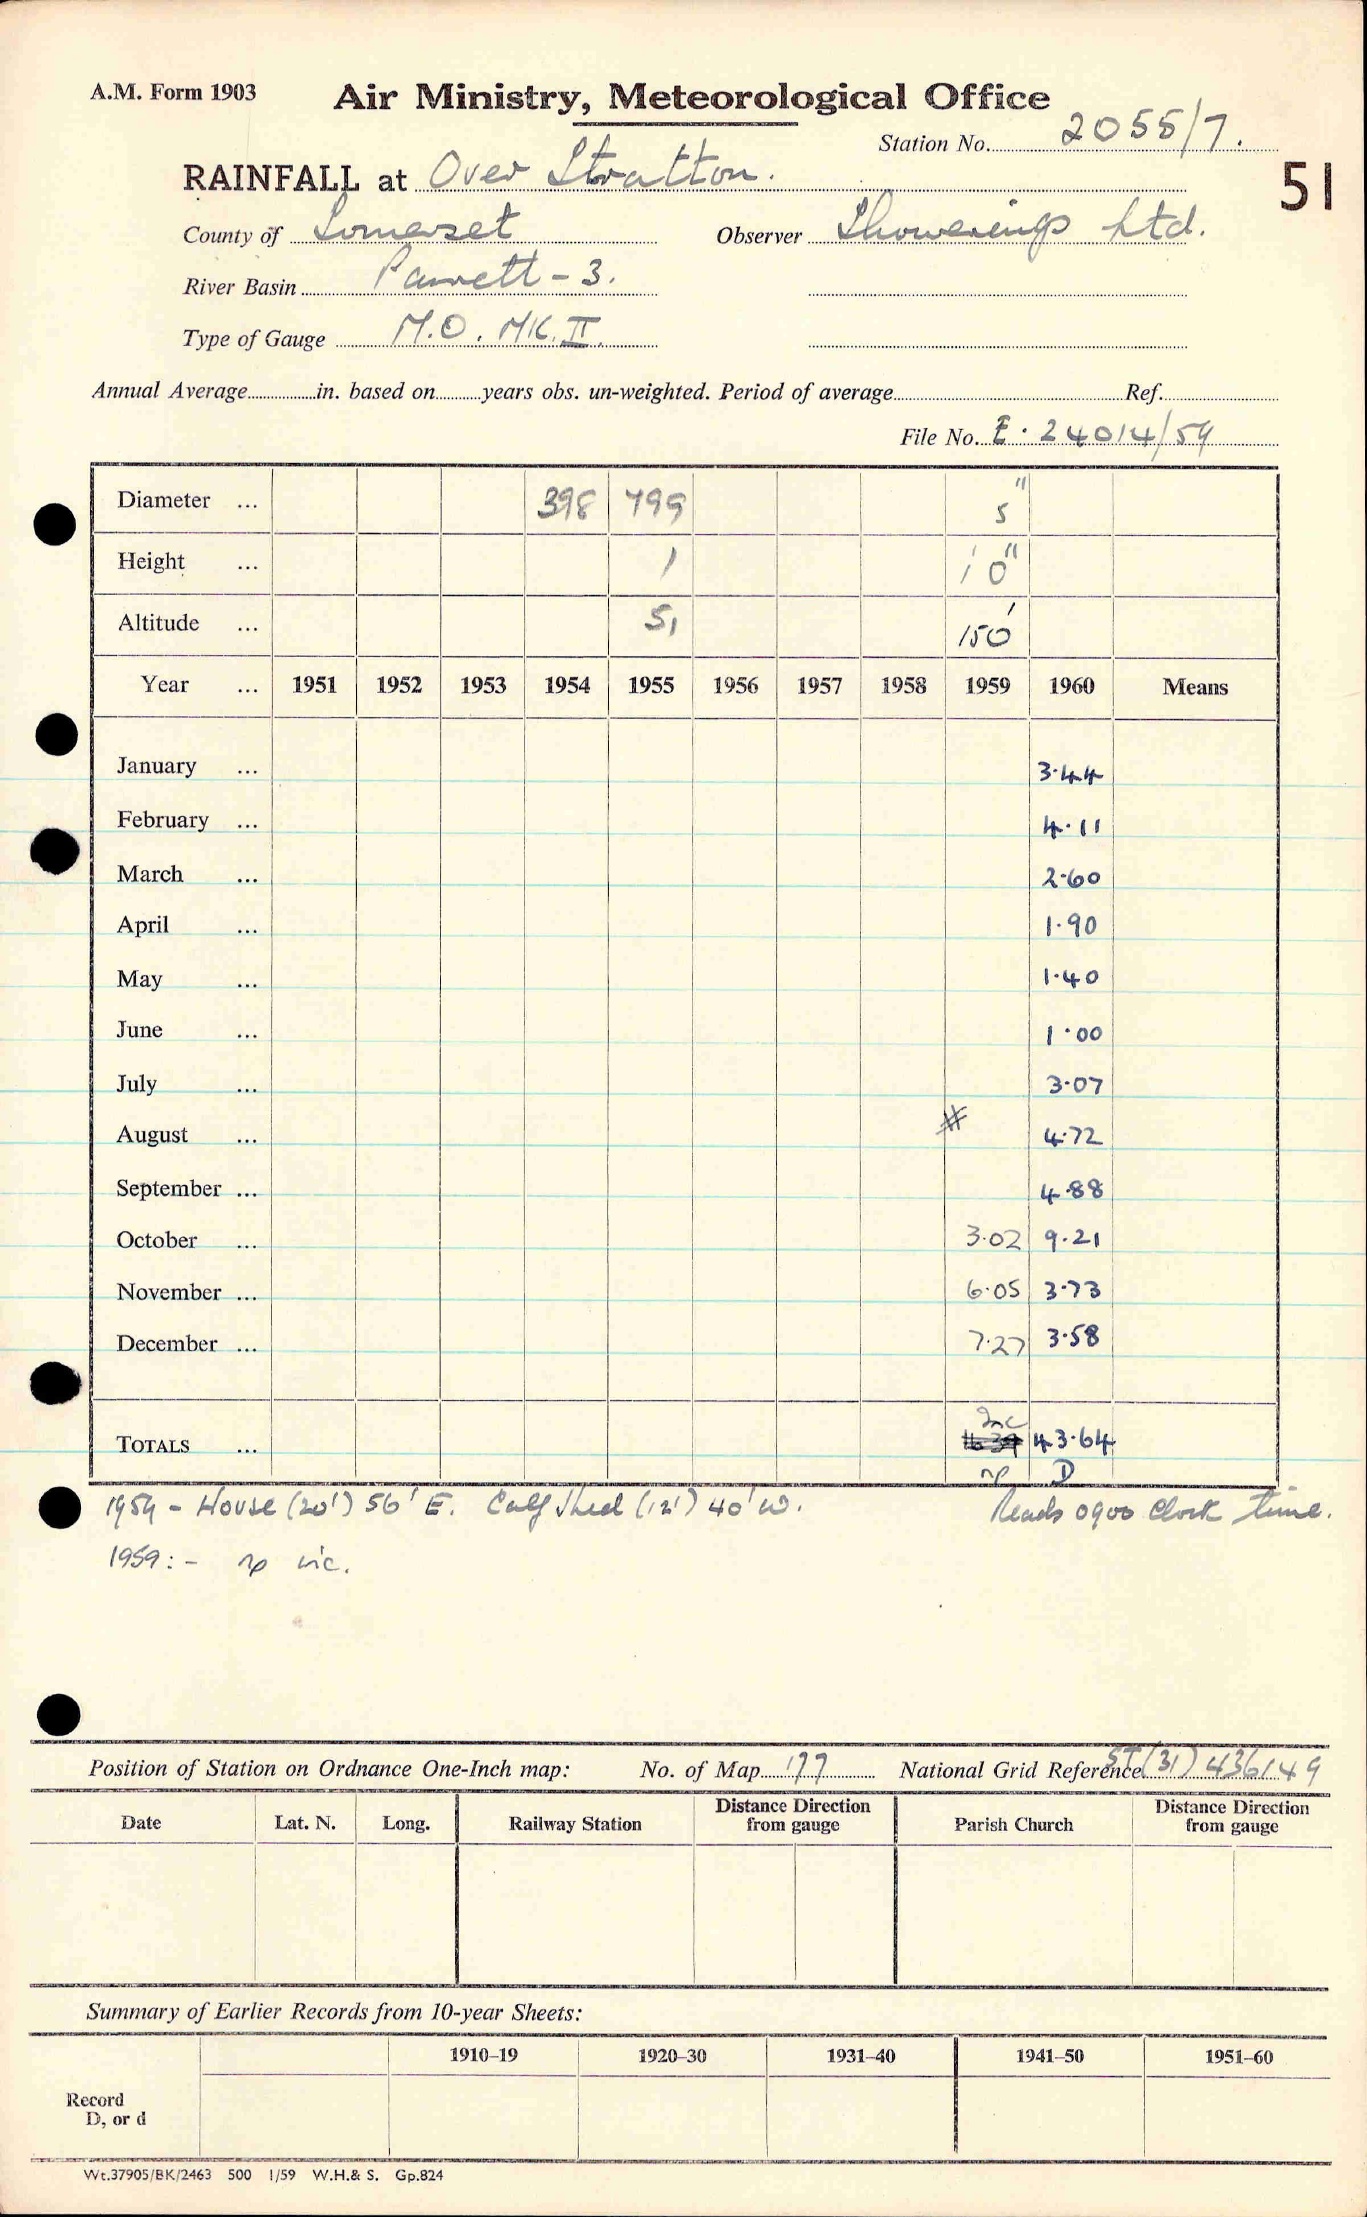 A.M. Form 1903
Air Ministry, Meteorological Office
Station No. 2055/7.
51
RAINFALL at Over Stratton.
County of Somerset Observer Showerings Ltd.
River Basin Parrett - 3.
Type of Gauge M.O. MK. II.
Annual Average in. based on years obs. un-weighted. Period of average Ref.
File No. E. 24014/59
Diameter ... 398 799 5"
Height ... 1 1' 0"
Altitude ... 51 150'
Year ... 1951 1952 1953 1954 1955 1956 1957 1958 1959 1960 Means
January ... 3.44
February ... 4.11
March ... 2.60
April ... 1.90
May ... 1.40
June ... 1.00
July ... 3.07
August ... # 4.72
September ... 4.88
October ... 3.02 9.21
November ... 6.05 3.73
December ... 7.27 3.58
Inc
TOTALS ... 43.64
np D
1959 - House (20') 56' E. Calf Shed (12') 40' W. Reads 0900 Clock time.
1959:- np inc.
Position of Station on Ordnance One-Inch map: No. of Map 177 National Grid Reference ST (31) 436149
Date Lat. N. Long. Railway Station Distance Direction from gauge Parish Church Distance Direction from gauge
Summary of Earlier Records from 10-year Sheets:
1910–19 1920–30 1931–40 1941–50 1951–60
Record
D, or d
Wt.37905/BK/2463 500 1/59 W.H.& S. Gp.824